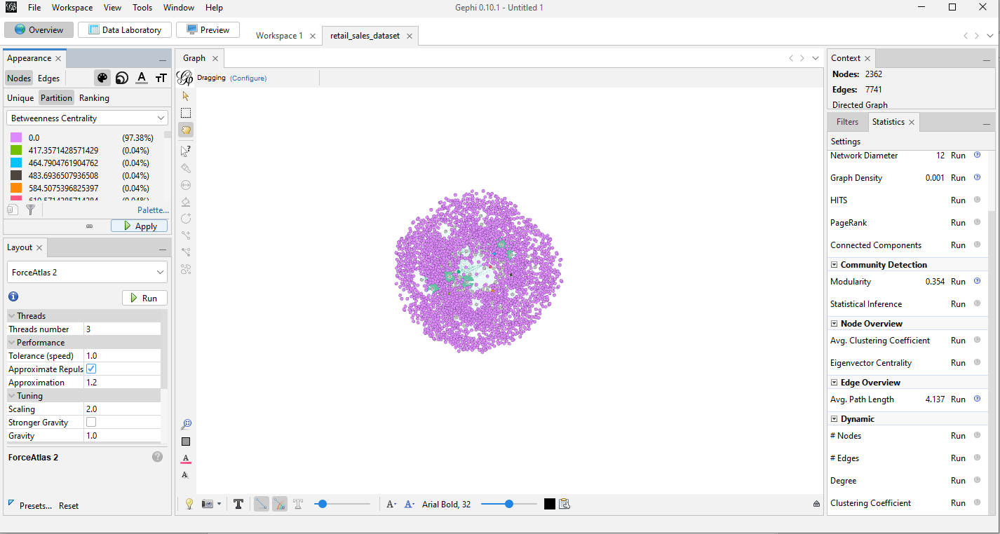 File Workspace View Tools Window Help
Gephi 0.10.1 - Untitled 1
Overview Data Laboratory Preview
Workspace 1 retail_sales_dataset
Appearance
Nodes Edges
Unique Partition Ranking
Betweenness Centrality
0.0 (97.38%)
417.3571428571429 (0.04%)
464.7904761904762 (0.04%)
483.6936507936508 (0.04%)
584.5075396825397 (0.04%)
Palette...
Apply
Layout
ForceAtlas 2
Run
Threads
Threads number 3
Performance
Tolerance (speed) 1.0
Approximate Repuls
Approximation 1.2
Tuning
Scaling 2.0
Stronger Gravity
Gravity 1.0
ForceAtlas 2
Presets... Reset
Graph
Dragging (Configure)
Arial Bold, 32
Context
Nodes: 2362
Edges: 7741
Directed Graph
Filters Statistics
Settings
Network Diameter 12 Run
Graph Density 0.001 Run
HITS Run
PageRank Run
Connected Components Run
Community Detection
Modularity 0.354 Run
Statistical Inference Run
Node Overview
Avg. Clustering Coefficient Run
Eigenvector Centrality Run
Edge Overview
Avg. Path Length 4.137 Run
Dynamic
# Nodes Run
# Edges Run
Degree Run
Clustering Coefficient Run